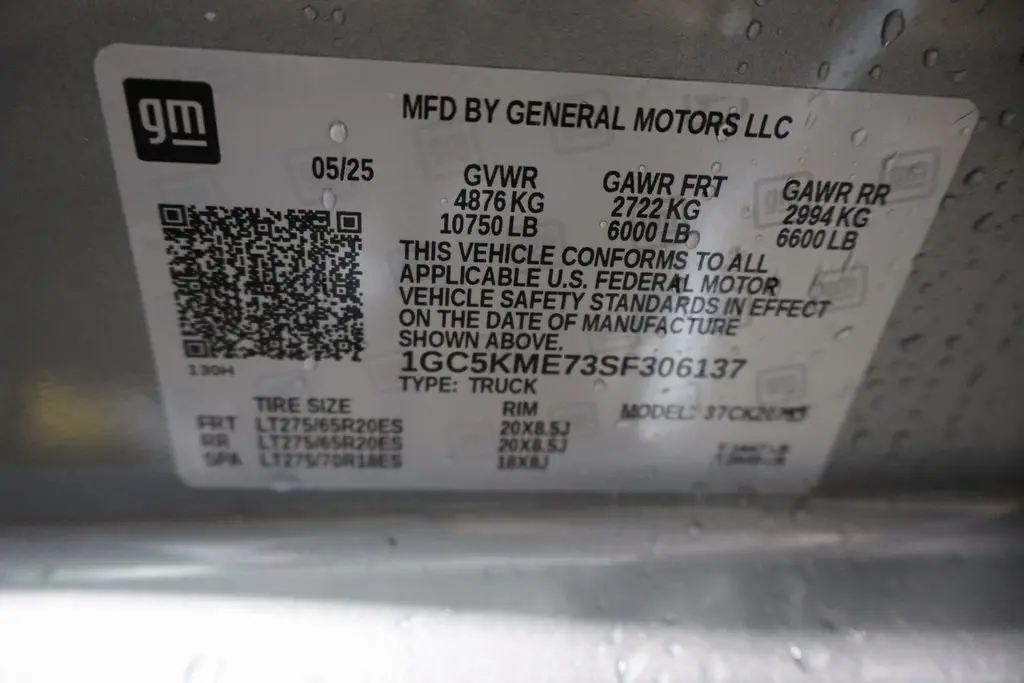 gm
MFD BY GENERAL MOTORS LLC
05/25
GVWR
4876 KG
10750 LB
GAWR FRT
2722 KG
6000 LB
GAWR RR
2994 KG
6600 LB
THIS VEHICLE CONFORMS TO ALL
APPLICABLE U.S. FEDERAL MOTOR
VEHICLE SAFETY STANDARDS IN EFFECT
ON THE DATE OF MANUFACTURE
SHOWN ABOVE.
1GC5KME73SF306137
TYPE: TRUCK
130H
TIRE SIZE RIM MODEL:
FRT LT275/65R20ES 20X8.5J
RR LT275/65R20ES 20X8.5J
SPA LT275/70R18ES 18X8J